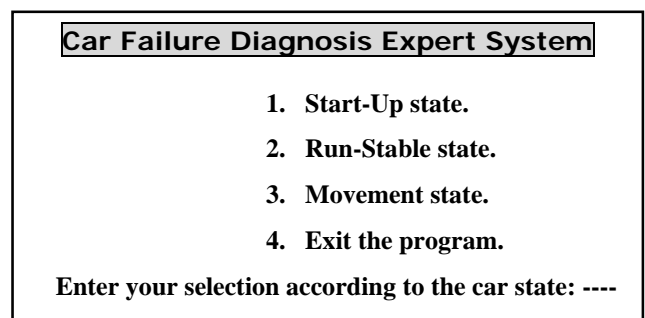 Car Failure Diagnosis Expert System
1. Start-Up state.
2. Run-Stable state.
3. Movement state.
4. Exit the program.
Enter your selection according to the car state: ----